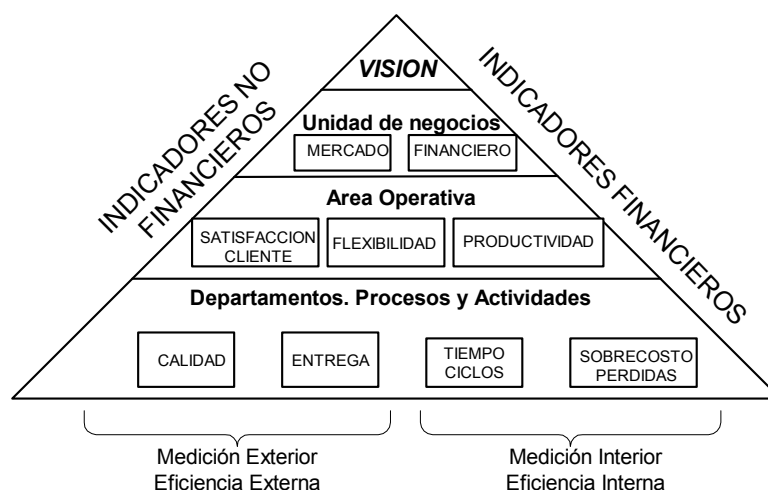 VISION
INDICADORES NO
FINANCIEROS
INDICADORES FINANCIEROS
Unidad de negocios
MERCADO
FINANCIERO
Area Operativa
SATISFACCION
CLIENTE
FLEXIBILIDAD
PRODUCTIVIDAD
Departamentos. Procesos y Actividades
CALIDAD
ENTREGA
TIEMPO
CICLOS
SOBRECOSTO
PERDIDAS
Medición Exterior
Eficiencia Externa
Medición Interior
Eficiencia Interna